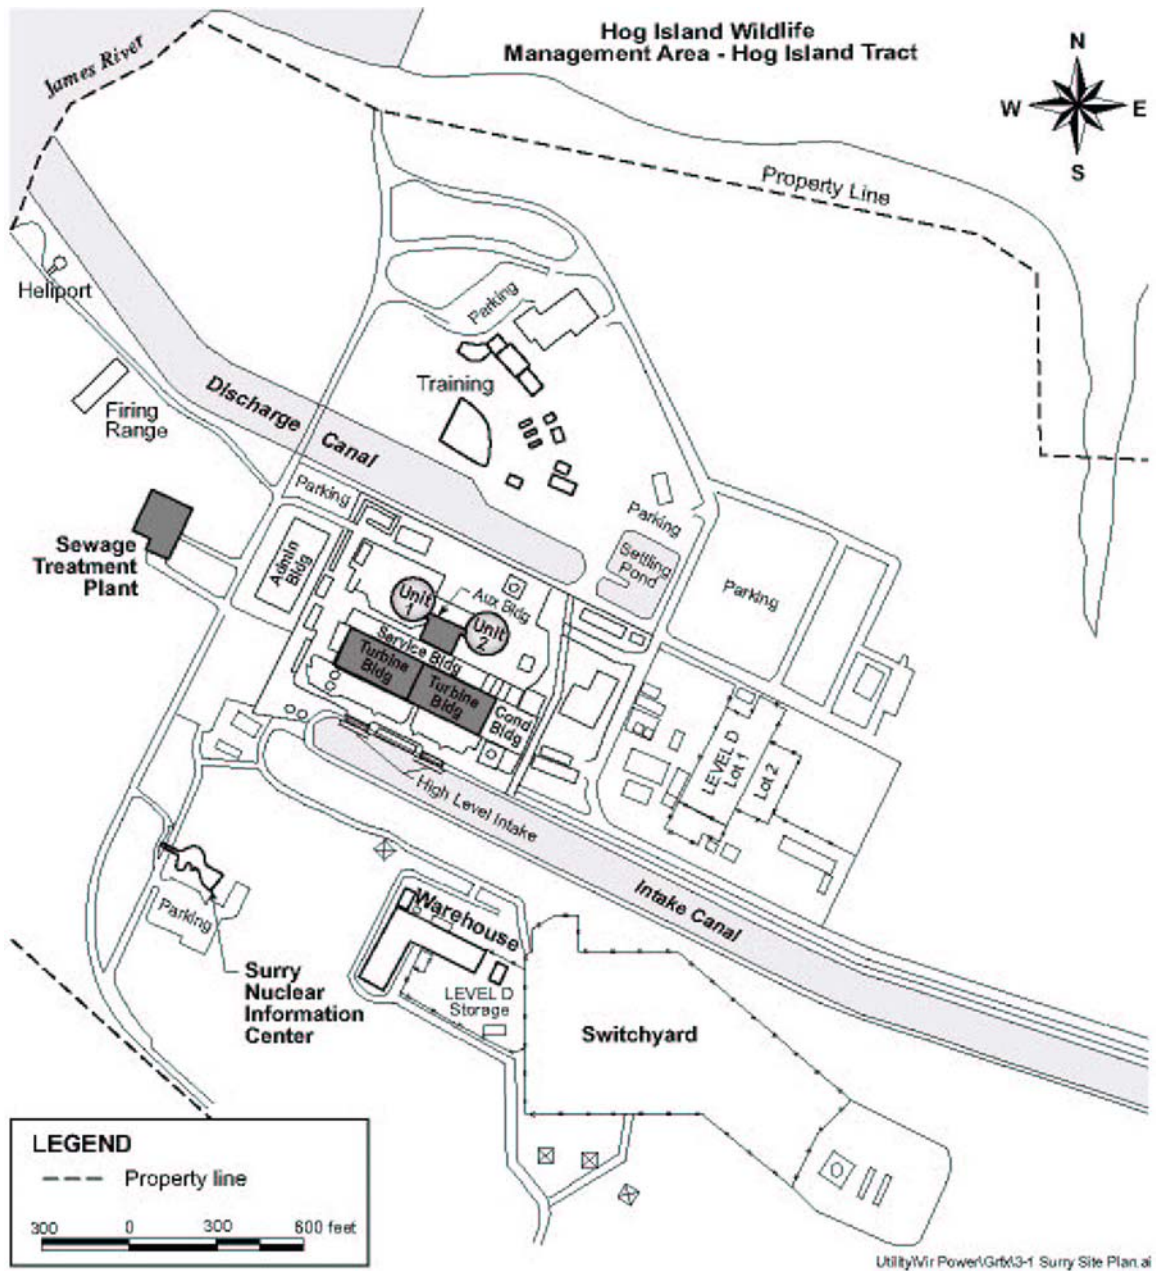 Hog Island Wildlife
Management Area - Hog Island Tract
James River
N
W
E
S
Property Line
Heliport
Parking
Training
Firing
Range
Discharge Canal
Parking
Parking
Settling
Pond
Parking
Sewage
Treatment
Plant
Admin
Bldg
Unit
1
Aux Bldg
Unit
2
Service Bldg
Turbine
Bldg
Turbine
Bldg
Cond
Bldg
LEVEL D
Lot 1
Lot 2
High Level Intake
Intake Canal
Warehouse
Parking
Surry
Nuclear
Information
Center
LEVEL D
Storage
Switchyard
LEGEND
Property line
300 0 300 600 feet
Utility\Vir Power\Grfx\3-1 Surry Site Plan.ai